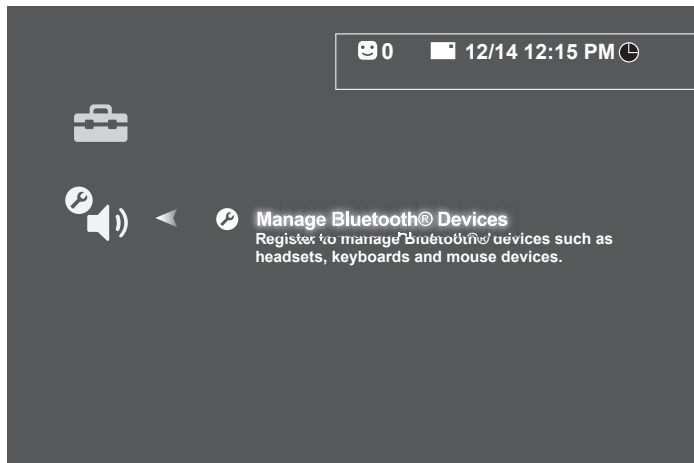 0 12/14 12:15 PM
Manage Bluetooth® Devices
Register to manage Bluetooth® devices such as
headsets, keyboards and mouse devices.